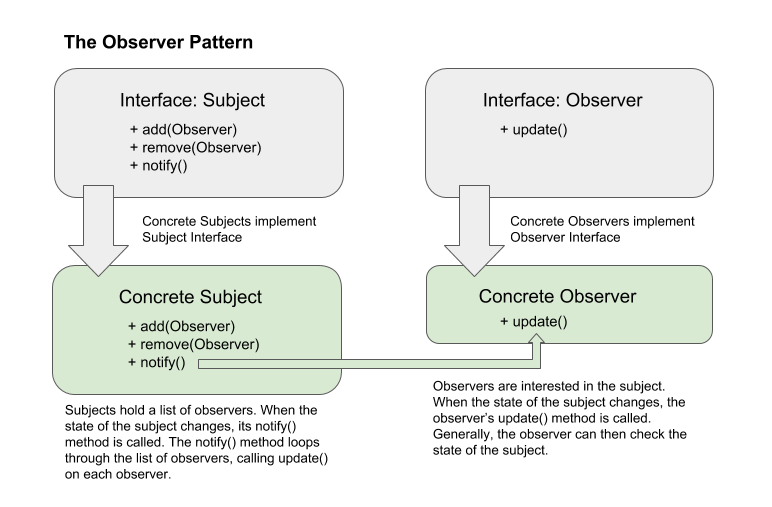 The Observer Pattern
Interface: Subject
+ add(Observer)
+ remove(Observer)
+ notify()
Interface: Observer
+ update()
Concrete Subjects implement
Subject Interface
Concrete Observers implement
Observer Interface
Concrete Subject
+ add(Observer)
+ remove(Observer)
+ notify()
Concrete Observer
+ update()
Subjects hold a list of observers. When the
state of the subject changes, its notify()
method is called. The notify() method loops
through the list of observers, calling update()
on each observer.
Observers are interested in the subject.
When the state of the subject changes, the
observer's update() method is called.
Generally, the observer can then check the
state of the subject.